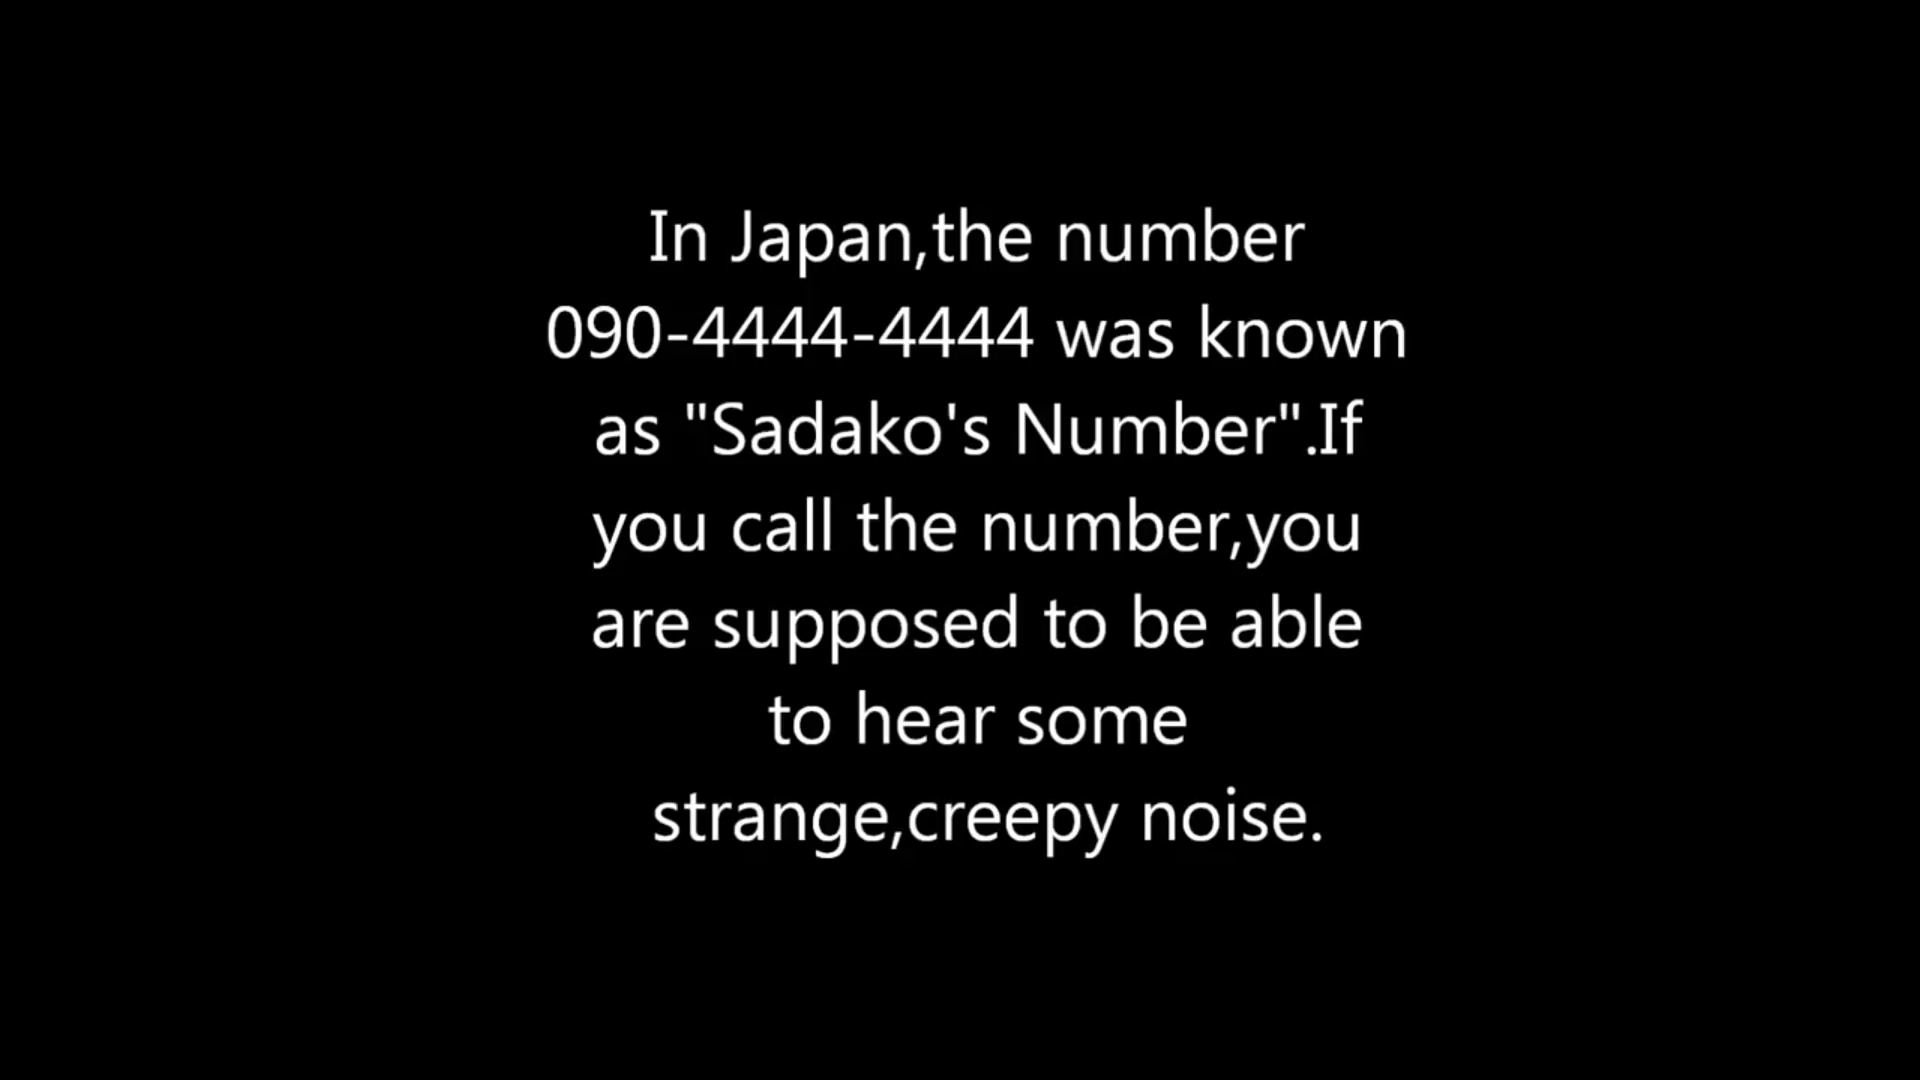 In Japan,the number
090-4444-4444 was known
as "Sadako's Number".If
you call the number,you
are supposed to be able
to hear some
strange,creepy noise.